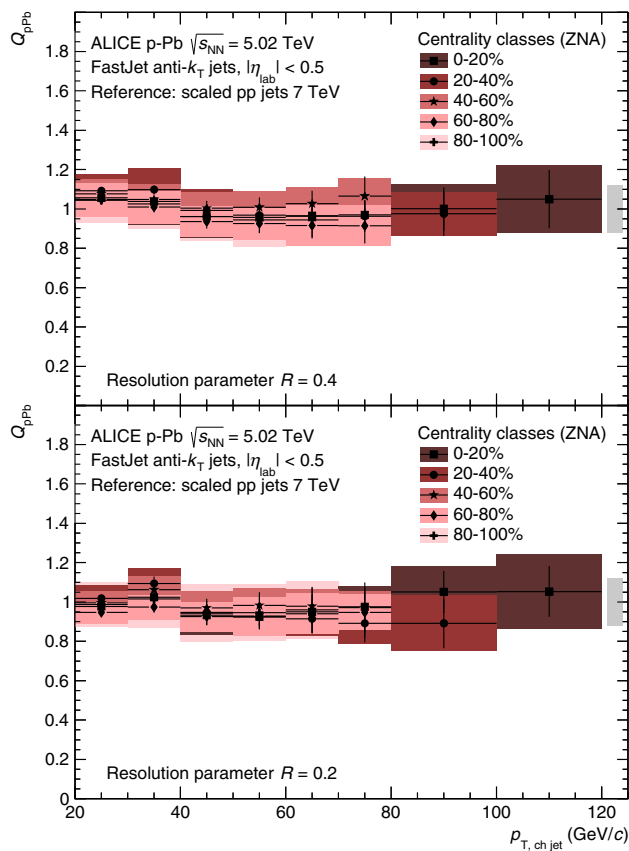 Q_pPb
2
1.8
1.6
1.4
1.2
1
0.8
0.6
0.4
0.2
ALICE p-Pb √s_NN = 5.02 TeV
FastJet anti-k_T jets, |η_lab| < 0.5
Reference: scaled pp jets 7 TeV
Centrality classes (ZNA)
0-20%
20-40%
40-60%
60-80%
80-100%
Resolution parameter R = 0.4
Q_pPb
1.8
1.6
1.4
1.2
1
0.8
0.6
0.4
0.2
0
ALICE p-Pb √s_NN = 5.02 TeV
FastJet anti-k_T jets, |η_lab| < 0.5
Reference: scaled pp jets 7 TeV
Centrality classes (ZNA)
0-20%
20-40%
40-60%
60-80%
80-100%
Resolution parameter R = 0.2
20 40 60 80 100 120
p_T, ch jet (GeV/c)